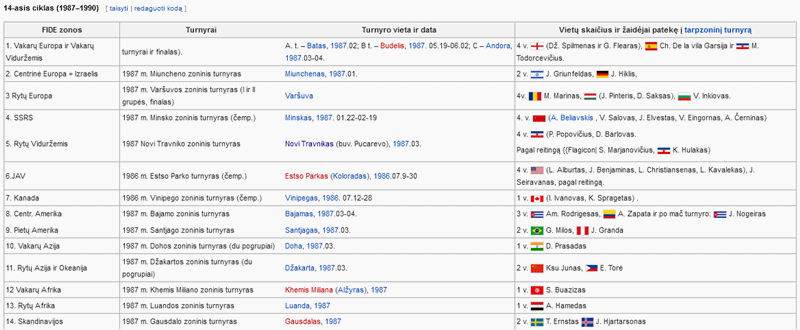 14-asis ciklas (1987–1990) [ taisyti | redaguoti kodą ]
FIDE zonos Turnyrai Turnyro vieta ir data Vietų skaičius ir žaidėjai patekę į tarpzoninį turnyrą
1. Vakarų Europa ir Vakarų Viduržemis turnyrai ir finalas). A. t. – Batas, 1987.02; B t. – Budelis, 1987. 05.19-06.02; C – Andora, 1987.03-04. 4 v. (Dž. Spilmenas ir G. Flearas), Ch. De la vila Garsija ir M. Todorcevičius.
2. Centrinė Europa + Izraelis 1987 m. Miuncheno zoninis turnyras Miunchenas, 1987.01. 2 v. J. Griunfeldas, J. Hiklis,
3 Rytų Europa 1987 m. Varšuvos zoninis turnyras (I ir II grupės, finalas) Varšuva 4v. M. Marinas, (J. Pinteris, D. Saksas), V. Inkiovas.
4. SSRS 1987 m. Minsko zoninis turnyras (čemp.) Minskas, 1987. 01.22-02-19 4. v. (A. Beliavskis , V. Salovas, J. Elvestas, V. Eingornas, A. Černinas)
5. Rytų Viduržemis 1987 Novi Travniko zoninis turnyras Novi Travnikas (buv. Pucarevo), 1987.03. 4 v. (P. Popovičius, D. Barlovas.
Pagal reitingą {{Flagicon| S. Marjanovičius, K. Hulakas)
6.JAV 1986 m. Estso Parko turnyras (čemp.) Estso Parkas (Koloradas), 1986.07.9-30 4 v. (L. Alburtas, J. Benjaminas, L. Christiansenas, L. Kavalekas), J. Seiravanas, pagal reitingą.
7. Kanada 1986 m. Vinipego zoninis turnyras (čemp.) Vinipegas, 1986. 07.12-28 1 v. (I. Ivanovas, K. Spragetas) .
8. Centr. Amerika 1987 m. Bajamo zoninis turnyras Bajamas, 1987.03-04. 3 v. Am. Rodrigesas, A. Zapata ir po mač turnyro: J. Nogeiras
9. Pietų Amerika 1987 m. Santjago zoninis turnyras Santjagas, 1987.03. 2 v. G. Milos, J. Granda
10. Vakarų Azija 1987 m. Dohos zoninis turnyras (du pogrupiai) Doha, 1987.03. 1 v. D. Prasadas
11. Rytų Azija ir Okeanija 1987 m. Džakartos zoninis turnyras (du pogrupiai) Džakarta, 1987.03. 2 v. Ksu Junas, E. Torė
12 Vakarų Afrika 1987 m. Khemis Miliano zoninis turnyras Khemis Miliana (Alžyras), 1987 1 v. S. Buazizas
13. Rytų Afrika 1987 m. Luandos zoninis turnyras Luanda, 1987 1 v. A. Hamedas
14. Skandinavijos 1987 m. Gausdalo zoninis turnyras Gausdalas, 1987 2 v. T. Ernstas J. Hjartarsonas